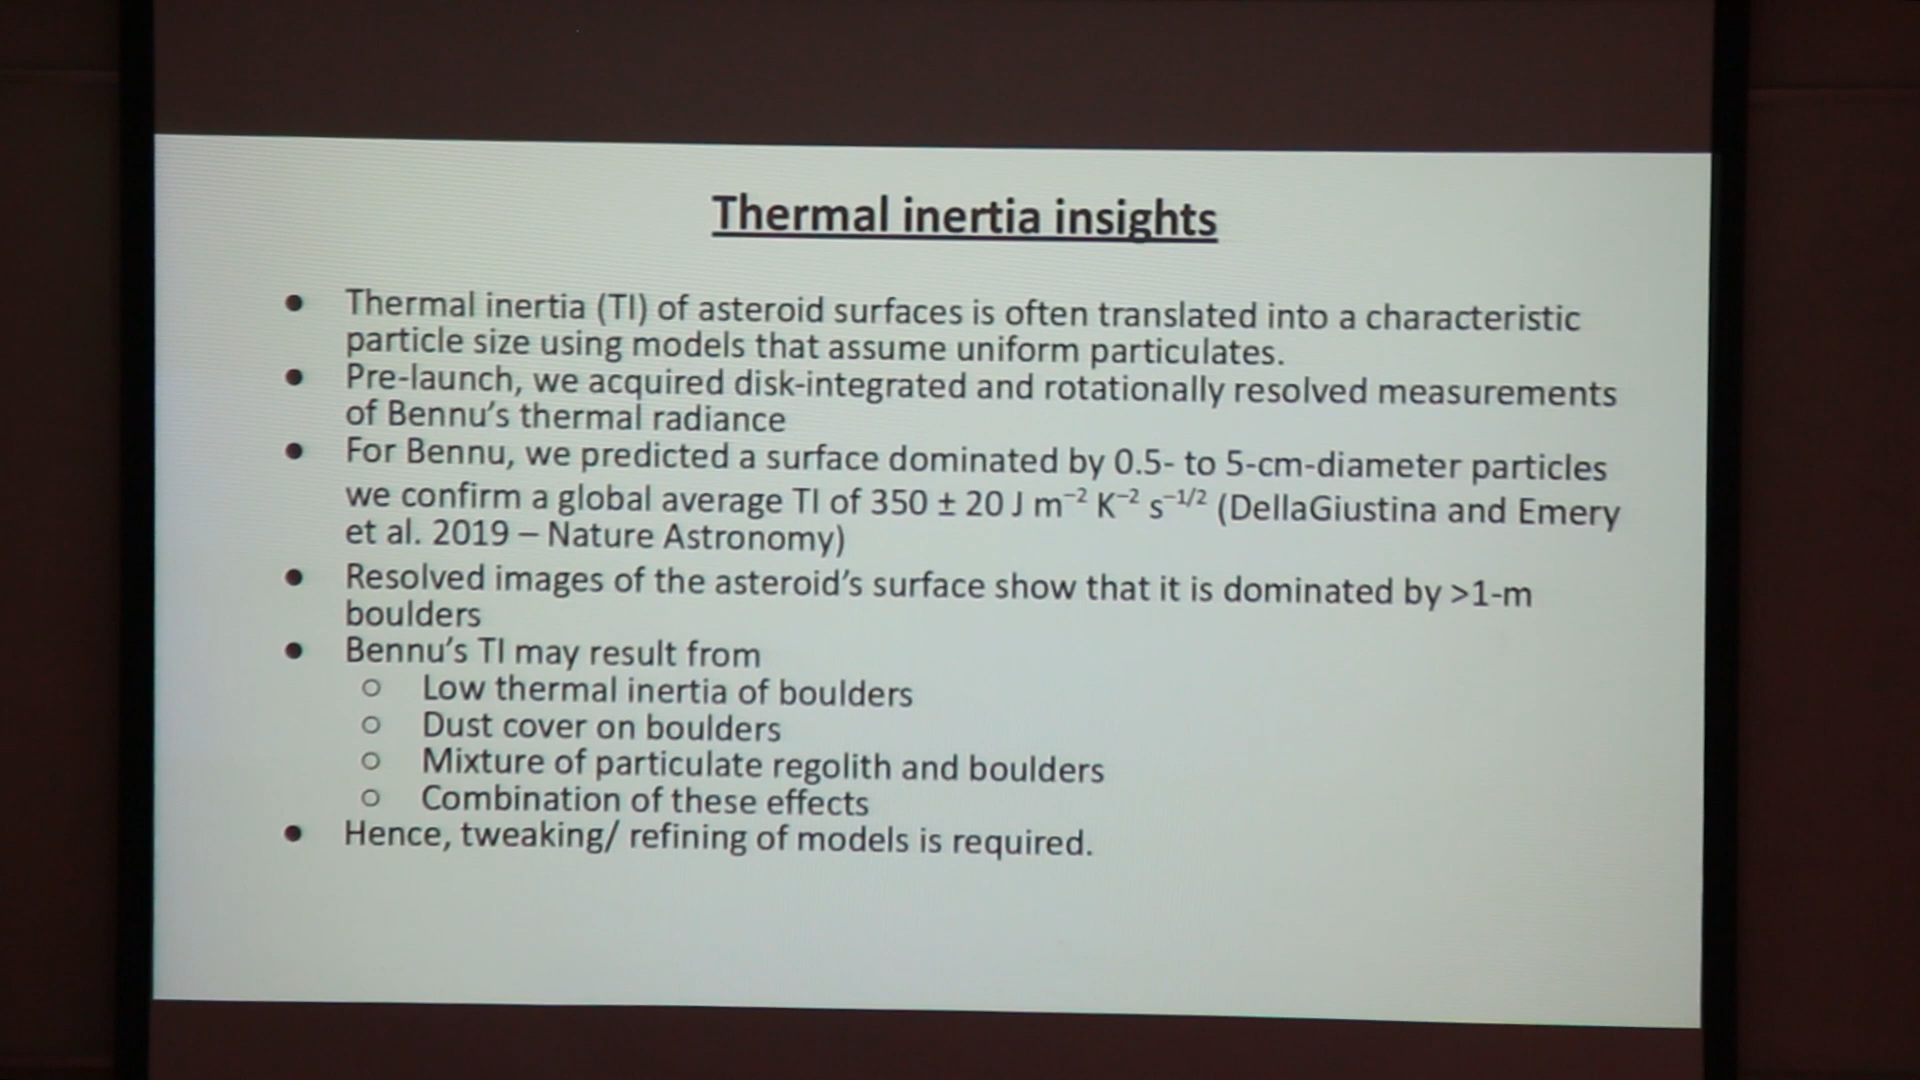 Thermal inertia insights
● Thermal inertia (TI) of asteroid surfaces is often translated into a characteristic
particle size using models that assume uniform particulates.
● Pre-launch, we acquired disk-integrated and rotationally resolved measurements
of Bennu’s thermal radiance
● For Bennu, we predicted a surface dominated by 0.5- to 5-cm-diameter particles
we confirm a global average TI of 350 ± 20 J m⁻² K⁻² s⁻¹/² (DellaGiustina and Emery
et al. 2019 – Nature Astronomy)
● Resolved images of the asteroid’s surface show that it is dominated by >1-m
boulders
● Bennu’s TI may result from
○ Low thermal inertia of boulders
○ Dust cover on boulders
○ Mixture of particulate regolith and boulders
○ Combination of these effects
● Hence, tweaking/ refining of models is required.